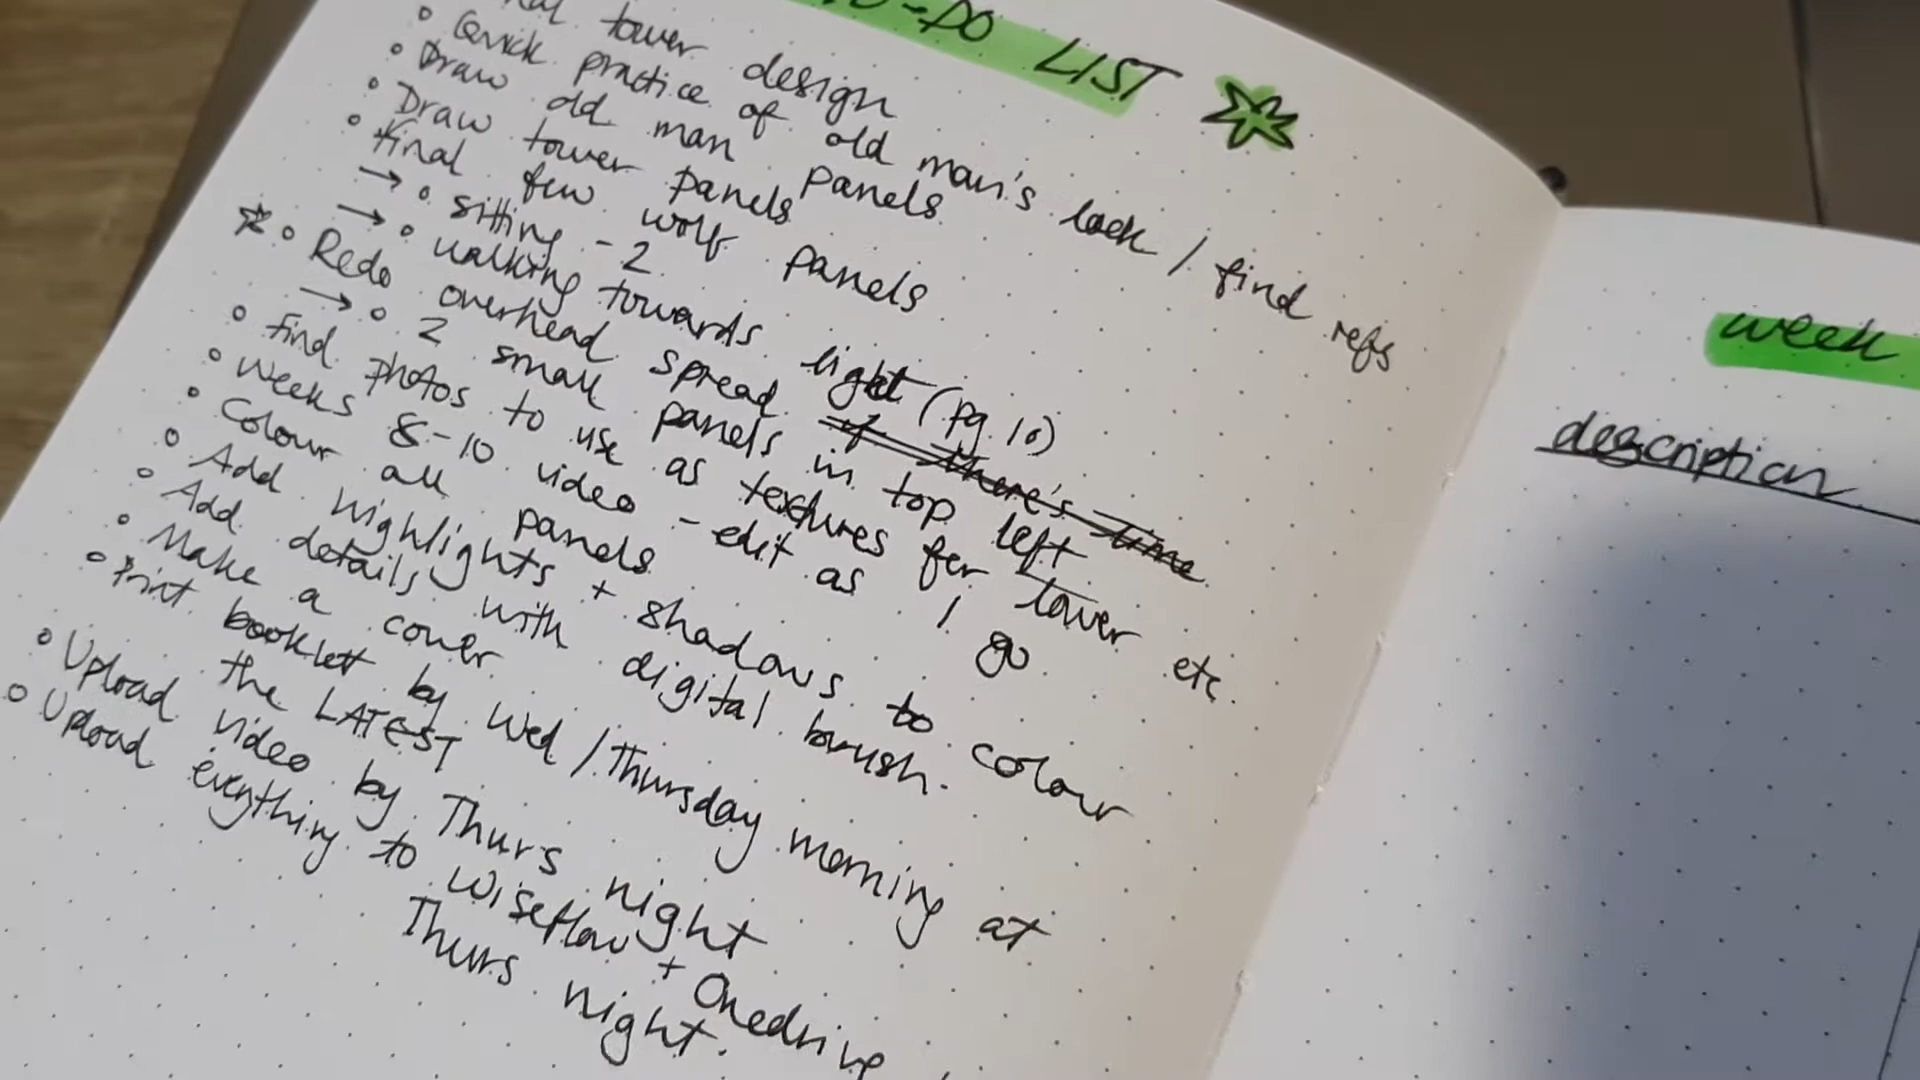 -DO LIST
tower design
Quick practice of old man's look / find refs
Draw old man panels
Draw tower panels
Final few wolf panels
→ sitting - 2
→ walking towards light (pg. 10)
Redo overhead spread if there's time
→ 2 small panels in top left
Find photos to use as textures for tower etc.
Weeks 8-10 video - edit as I go
Colour all panels
Add highlights + shadows to colour
Add details with digital brush.
Make a cover
Print booklet by Wed / Thursday morning at
the LATEST
Upload video by Thurs night
Upload everything to Wiseflow + Onedrive
Thurs night.
week
description